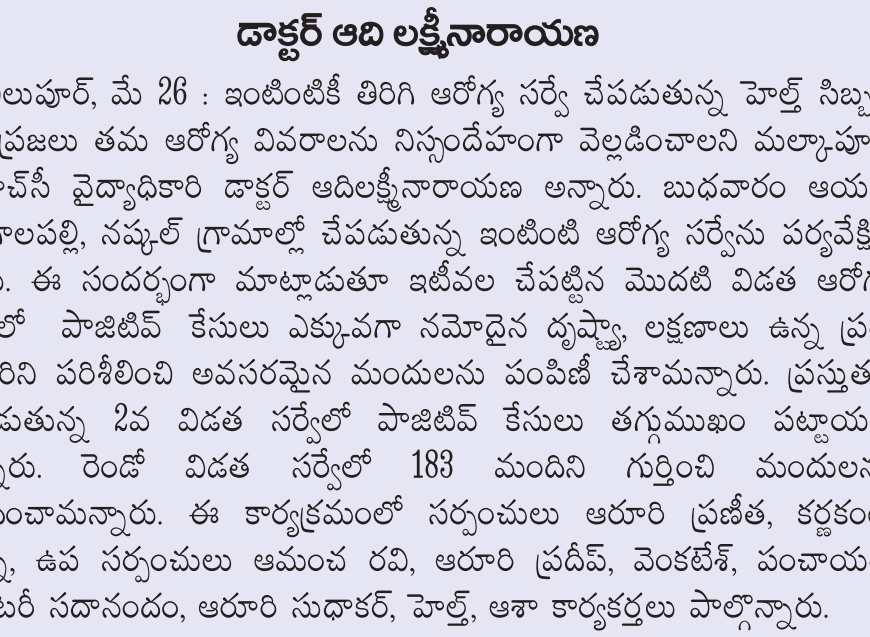 డాక్టర్ ఆది లక్ష్మీనారాయణ
లుపూర్, మే 26 : ఇంటింటికీ తిరిగి ఆరోగ్య సర్వే చేపడుతున్న హెల్త్ సిబ్బ
ప్రజలు తమ ఆరోగ్య వివరాలను నిస్సందేహంగా వెల్లడించాలని మల్కాపూ
చ్‌సీ వైద్యాధికారి డాక్టర్ ఆదిలక్ష్మీనారాయణ అన్నారు. బుధవారం ఆయ
లపల్లి, నష్కల్ గ్రామాల్లో చేపడుతున్న ఇంటింటి ఆరోగ్య సర్వేను పర్యవేక్షి
. ఈ సందర్భంగా మాట్లాడుతూ ఇటీవల చేపట్టిన మొదటి విడత ఆరోగ
లో పాజిటివ్ కేసులు ఎక్కువగా నమోదైన దృష్ట్యా, లక్షణాలు ఉన్న ప్ర
రిని పరిశీలించి అవసరమైన మందులను పంపిణీ చేశామన్నారు. ప్రస్తుత
డుతున్న 2వ విడత సర్వేలో పాజిటివ్ కేసులు తగ్గుముఖం పట్టాయ
్నరు. రెండో విడత సర్వేలో 183 మందిని గుర్తించి మందులన
ంచామన్నారు. ఈ కార్యక్రమంలో సర్పంచులు ఆరూరి ప్రణీత, కర్ణకం
, ఉప సర్పంచులు ఆమంచ రవి, ఆరూరి ప్రదీప్, వెంకటేశ్, పంచాయ
టరీ సదానందం, ఆరూరి సుధాకర్, హెల్త్, ఆశా కార్యకర్తలు పాల్గొన్నారు.